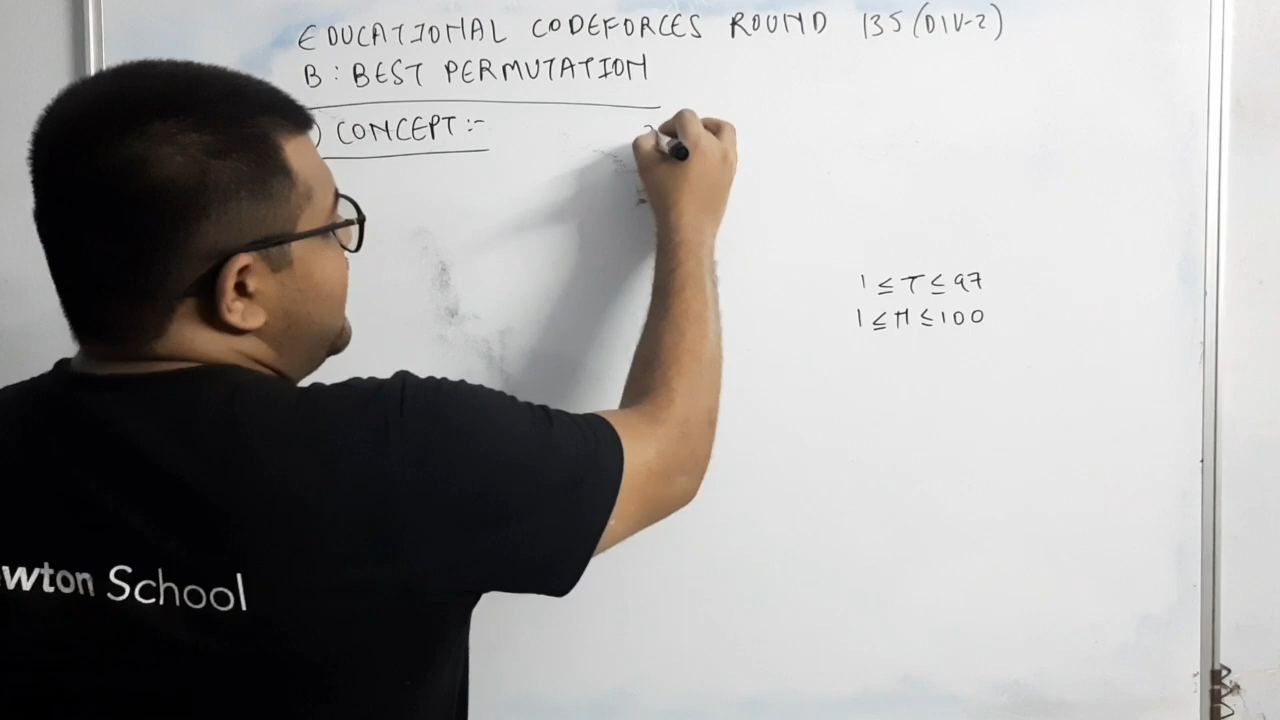 EDUCATIONAL CODEFORCES ROUND 135 (DIV-2)
B : BEST PERMUTATION
) CONCEPT :-
1 ≤ T ≤ 97
1 ≤ N ≤ 100
wton School